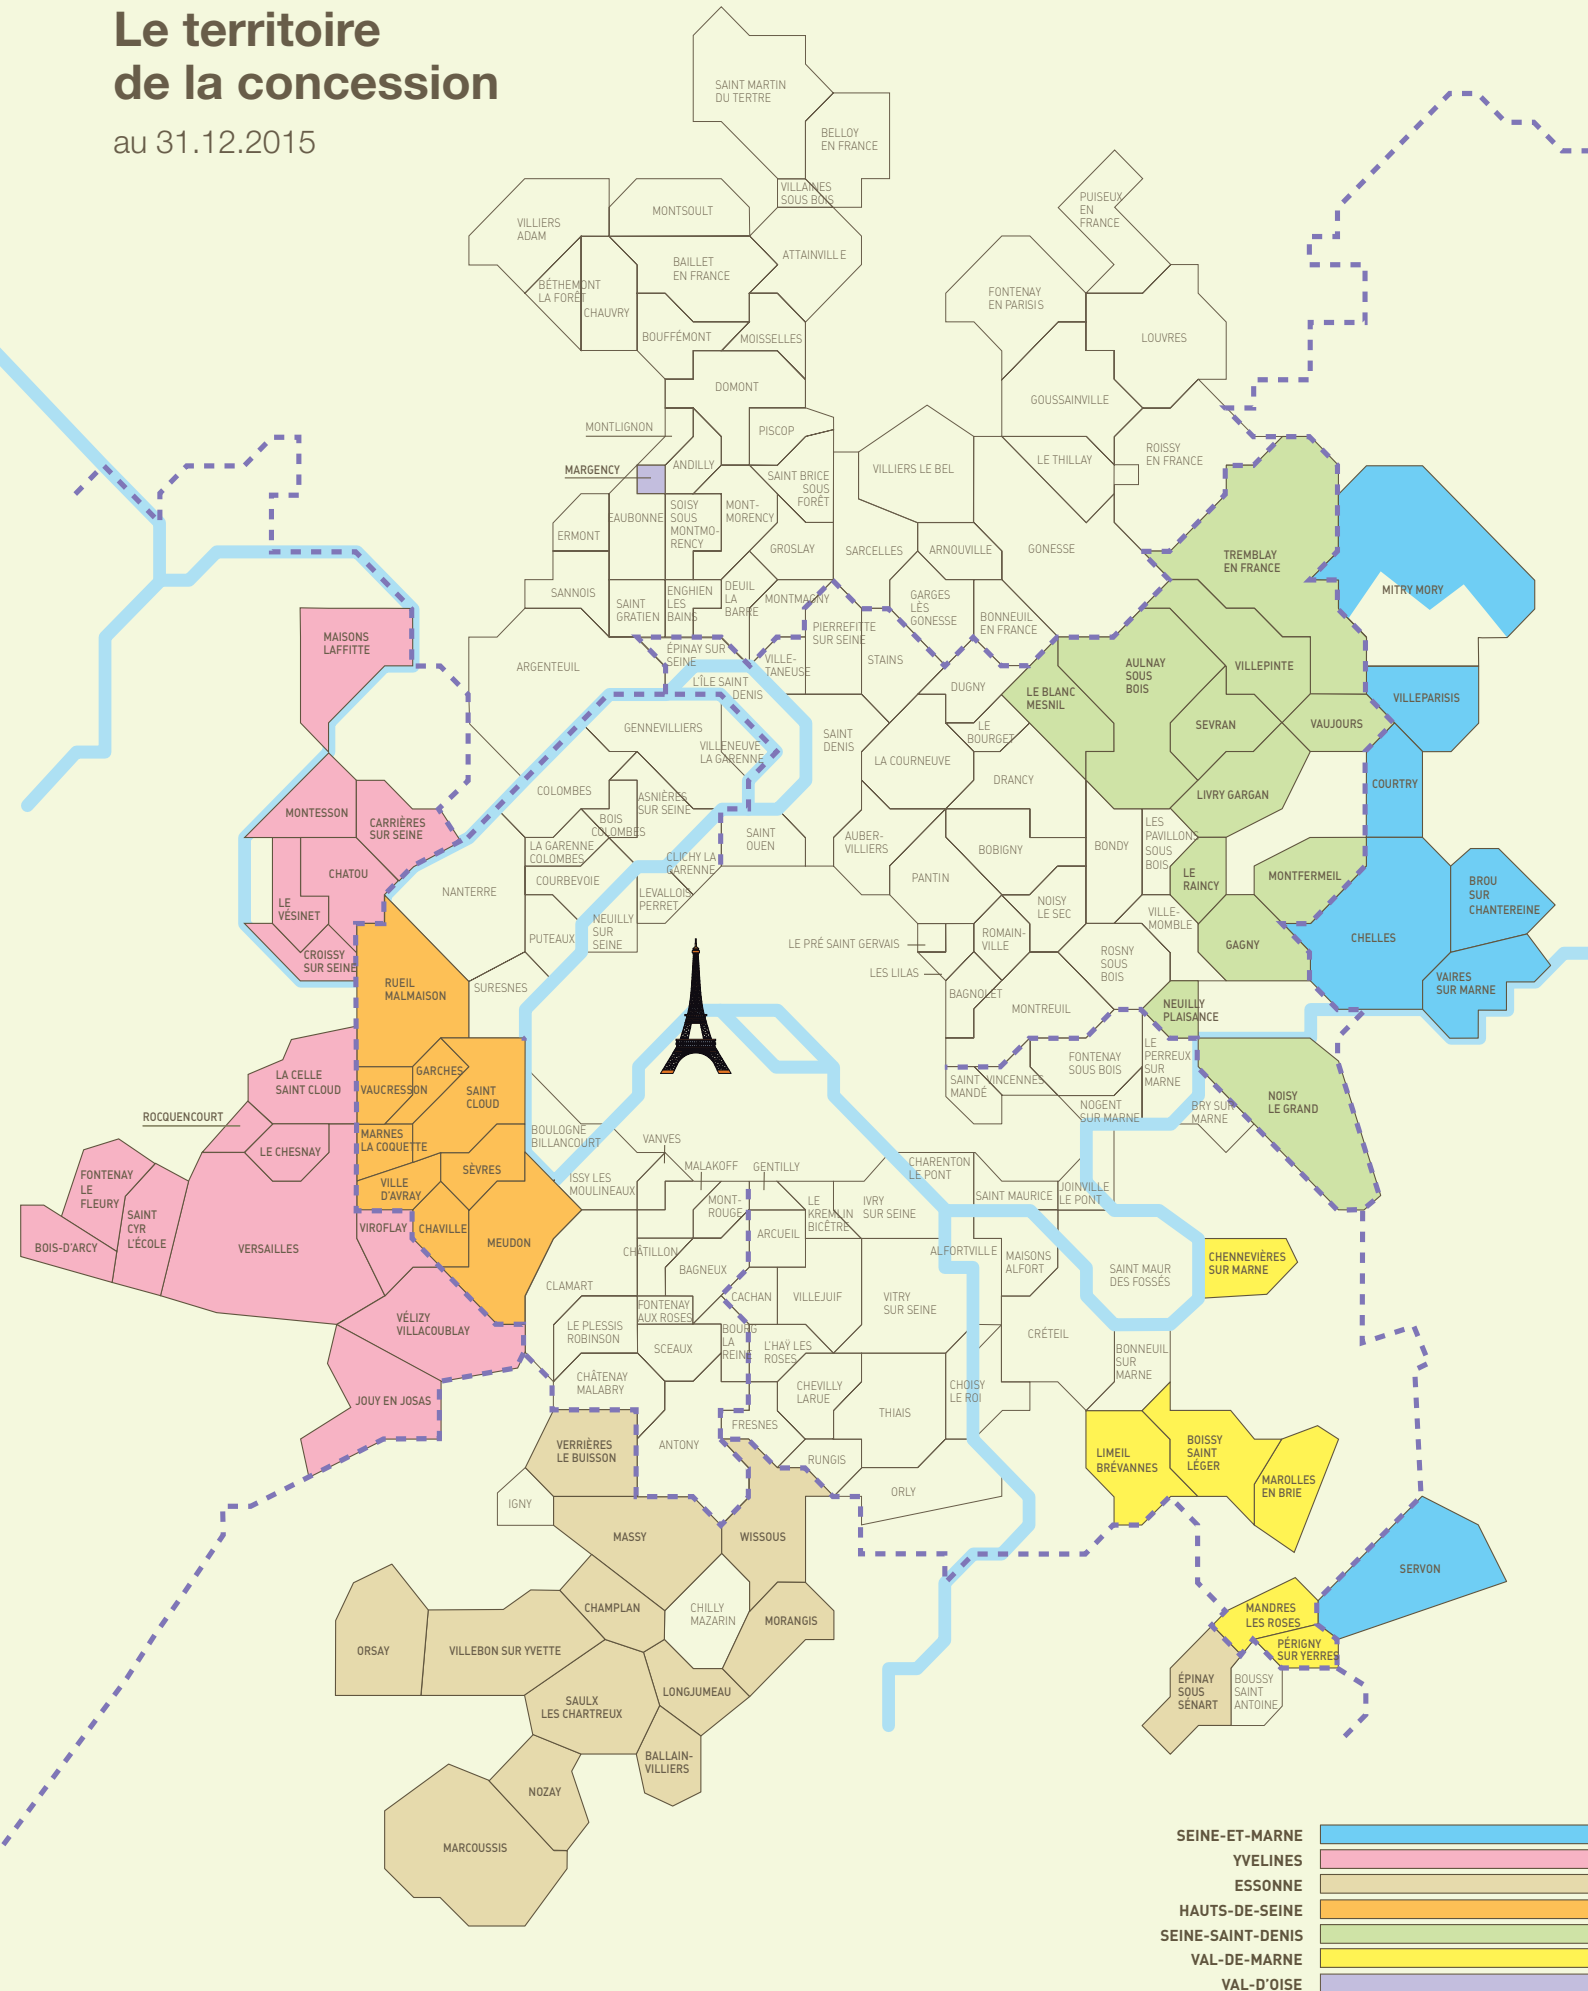 Le territoire
de la concession
au 31.12.2015
SAINT MARTIN
DU TERTRE
BELLOY
EN FRANCE
VILLAINES
SOUS BOIS
MONTSOULT
VILLIERS
ADAM
ATTAINVILLE
BAILLET
EN FRANCE
BÉTHEMONT
LA FORÊT
CHAUVRY
BOUFFÉMONT
MOISSELLES
DOMONT
PUISEUX
EN
FRANCE
FONTENAY
EN PARISIS
LOUVRES
GOUSSAINVILLE
MONTLIGNON
PISCOP
MARGENCY
ANDILLY
SAINT BRICE
SOUS
FORÊT
VILLIERS LE BEL
LE THILLAY
ROISSY
EN FRANCE
EAUBONNE
SOISY
SOUS
MONTMO-
RENCY
MONT-
MORENCY
ERMONT
GROSLAY
SARCELLES
ARNOUVILLE
GONESSE
TREMBLAY
EN FRANCE
MITRY MORY
SANNOIS
SAINT
GRATIEN
ENGHIEN
LES
BAINS
DEUIL
LA
BARRE
MONTMAGNY
GARGES
LÈS
GONESSE
BONNEUIL
EN FRANCE
PIERREFITTE
SUR SEINE
MAISONS
LAFFITTE
ARGENTEUIL
ÉPINAY SUR
SEINE
VILLE-
TANEUSE
STAINS
L'ÎLE SAINT
DENIS
DUGNY
LE BLANC
MESNIL
AULNAY
SOUS
BOIS
VILLEPINTE
VILLEPARISIS
GENNEVILLIERS
VILLENEUVE
LA GARENNE
SAINT
DENIS
LE
BOURGET
SEVRAN
VAUJOURS
LA COURNEUVE
DRANCY
COURTRY
COLOMBES
ASNIÈRES
SUR SEINE
LIVRY GARGAN
MONTESSON
CARRIÈRES
SUR SEINE
BOIS
COLOMBES
SAINT
OUEN
AUBER-
VILLIERS
BOBIGNY
BONDY
LES
PAVILLONS
SOUS
BOIS
LA GARENNE
COLOMBES
CLICHY LA
GARENNE
CHATOU
NANTERRE
COURBEVOIE
LEVALLOIS
PERRET
PANTIN
LE
RAINCY
MONTFERMEIL
BROU
SUR
CHANTEREINE
LE
VÉSINET
NEUILLY
SUR
SEINE
NOISY
LE SEC
VILLE-
MOMBLE
PUTEAUX
LE PRÉ SAINT GERVAIS
ROMAIN-
VILLE
ROSNY
SOUS
BOIS
GAGNY
CHELLES
CROISSY
SUR SEINE
LES LILAS
VAIRES
SUR MARNE
RUEIL
MALMAISON
SURESNES
BAGNOLET
MONTREUIL
NEUILLY
PLAISANCE
LE
PERREUX
SUR
MARNE
FONTENAY
SOUS BOIS
LA CELLE
SAINT CLOUD
GARCHES
VAUCRESSON
SAINT
CLOUD
SAINT
MANDÉ
VINCENNES
NOGENT
SUR MARNE
BRY SUR
MARNE
NOISY
LE GRAND
ROCQUENCOURT
MARNES
LA COQUETTE
BOULOGNE
BILLANCOURT
VANVES
LE CHESNAY
SÈVRES
MALAKOFF
GENTILLY
CHARENTON
LE PONT
FONTENAY
LE
FLEURY
VILLE
D'AVRAY
ISSY LES
MOULINEAUX
MONT-
ROUGE
LE
KREMLIN
BICÊTRE
IVRY
SUR SEINE
SAINT MAURICE
JOINVILLE
LE PONT
SAINT
CYR
L'ÉCOLE
VIROFLAY
CHAVILLE
MEUDON
ARCUEIL
BOIS-D'ARCY
VERSAILLES
CHÂTILLON
BAGNEUX
ALFORTVILLE
MAISONS
ALFORT
SAINT MAUR
DES FOSSÉS
CHENNEVIÈRES
SUR MARNE
CLAMART
CACHAN
VILLEJUIF
VITRY
SUR SEINE
FONTENAY
AUX ROSES
VÉLIZY
VILLACOUBLAY
LE PLESSIS
ROBINSON
SCEAUX
BOURG
LA
REINE
L'HAŸ LES
ROSES
CRÉTEIL
BONNEUIL
SUR
MARNE
CHÂTENAY
MALABRY
CHEVILLY
LARUE
CHOISY
LE ROI
JOUY EN JOSAS
THIAIS
FRESNES
VERRIÈRES
LE BUISSON
ANTONY
RUNGIS
LIMEIL
BRÉVANNES
BOISSY
SAINT
LÉGER
MAROLLES
EN BRIE
IGNY
ORLY
MASSY
WISSOUS
SERVON
CHAMPLAN
CHILLY
MAZARIN
MORANGIS
MANDRES
LES ROSES
ORSAY
VILLEBON SUR YVETTE
PÉRIGNY
SUR YERRES
LONGJUMEAU
ÉPINAY
SOUS
SÉNART
BOUSSY
SAINT
ANTOINE
SAULX
LES CHARTREUX
BALLAIN-
VILLIERS
NOZAY
MARCOUSSIS
SEINE-ET-MARNE
YVELINES
ESSONNE
HAUTS-DE-SEINE
SEINE-SAINT-DENIS
VAL-DE-MARNE
VAL-D'OISE